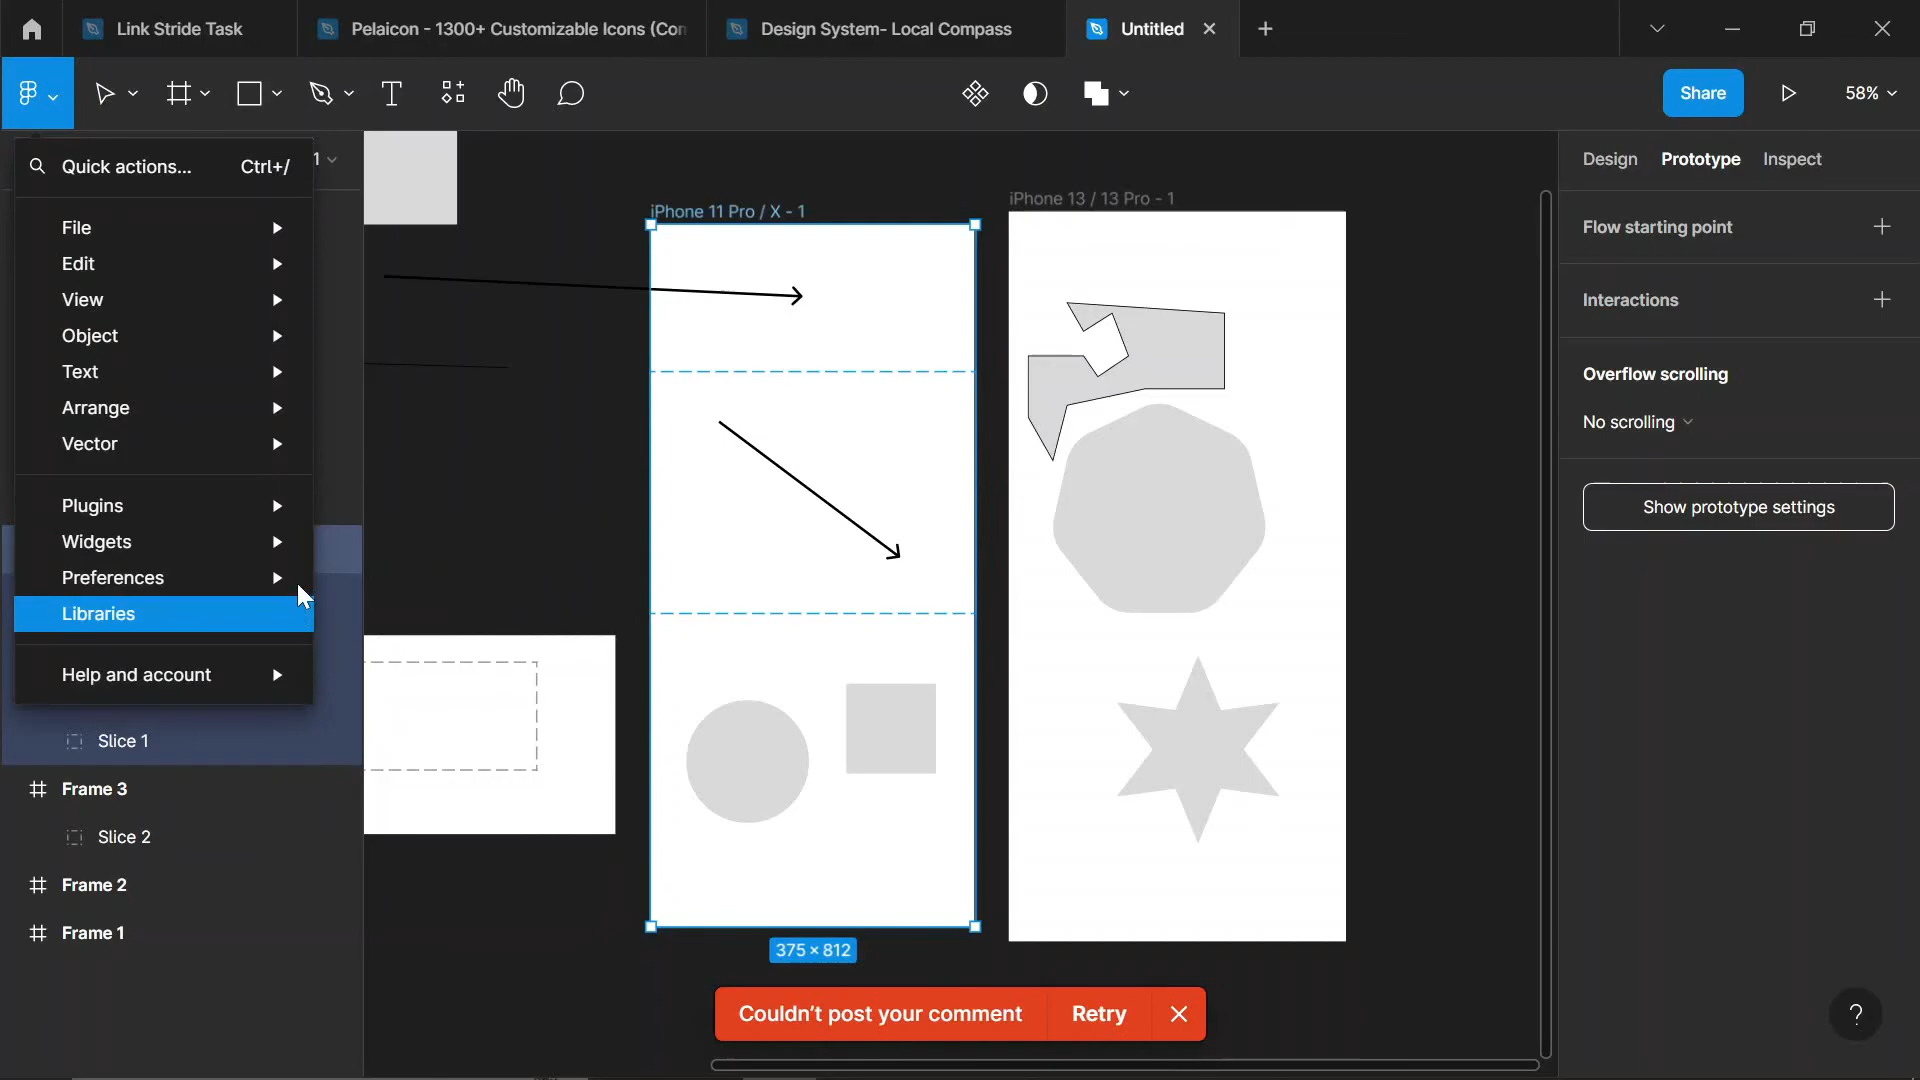 Link Stride Task
Pelaicon - 1300+ Customizable Icons (Con
Design System- Local Compass
Untitled
Share
58%
Quick actions...
Ctrl+/
1
File
Edit
View
Object
Text
Arrange
Vector
Plugins
Widgets
Preferences
Libraries
Help and account
Slice 1
Frame 3
Slice 2
Frame 2
Frame 1
iPhone 11 Pro / X - 1
375 × 812
iPhone 13 / 13 Pro - 1
Couldn't post your comment
Retry
Design
Prototype
Inspect
Flow starting point
Interactions
Overflow scrolling
No scrolling
Show prototype settings
?